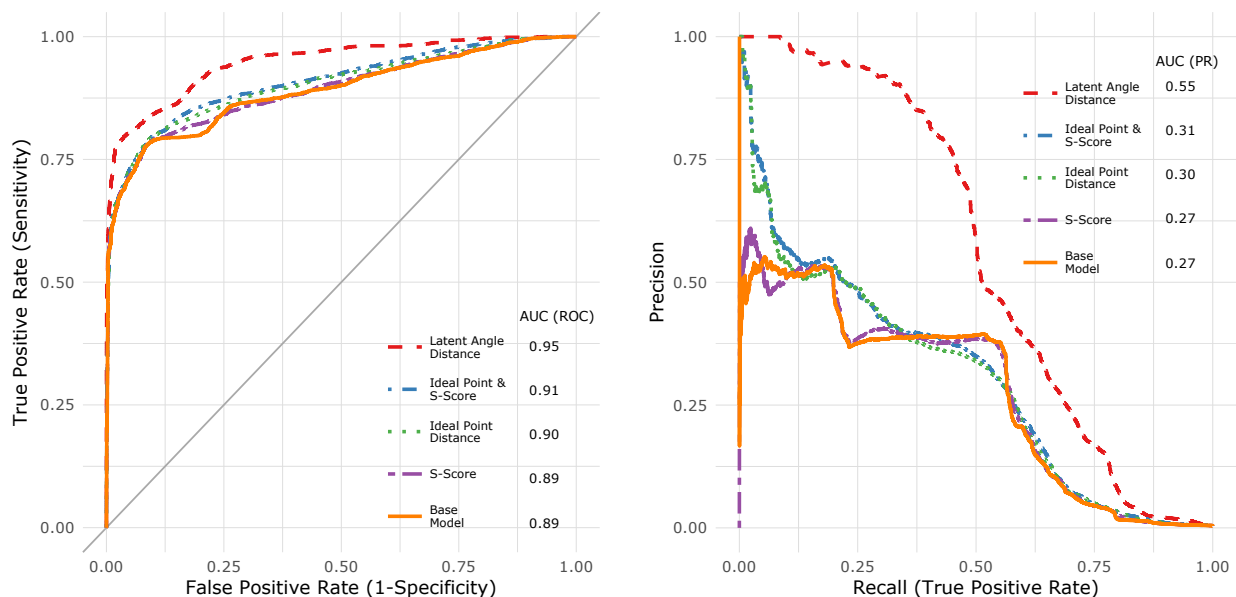 1.00
0.75
0.50
0.25
0.00
True Positive Rate (Sensitivity)
AUC (ROC)
Latent Angle
Distance
0.95
Ideal Point &
S-Score
0.91
Ideal Point
Distance
0.90
S-Score
0.89
Base
Model
0.89
0.00 0.25 0.50 0.75 1.00
False Positive Rate (1-Specificity)
1.00
0.75
0.50
0.25
0.00
Precision
AUC (PR)
Latent Angle
Distance
0.55
Ideal Point &
S-Score
0.31
Ideal Point
Distance
0.30
S-Score
0.27
Base
Model
0.27
0.00 0.25 0.50 0.75 1.00
Recall (True Positive Rate)